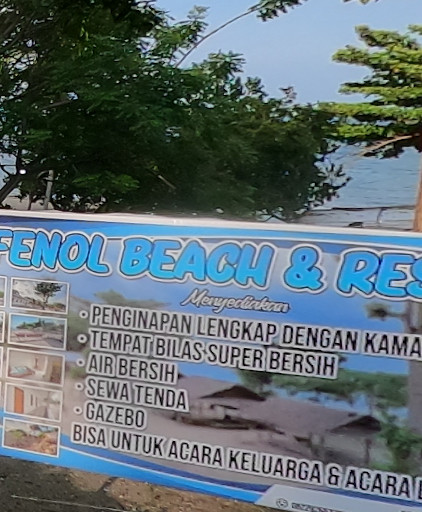 FENOL BEACH & RES
Menyediakan
• PENGINAPAN LENGKAP DENGAN KAMA
• TEMPAT BILAS SUPER BERSIH
• AIR BERSIH
• SEWA TENDA
• GAZEBO
BISA UNTUK ACARA KELUARGA & ACARA